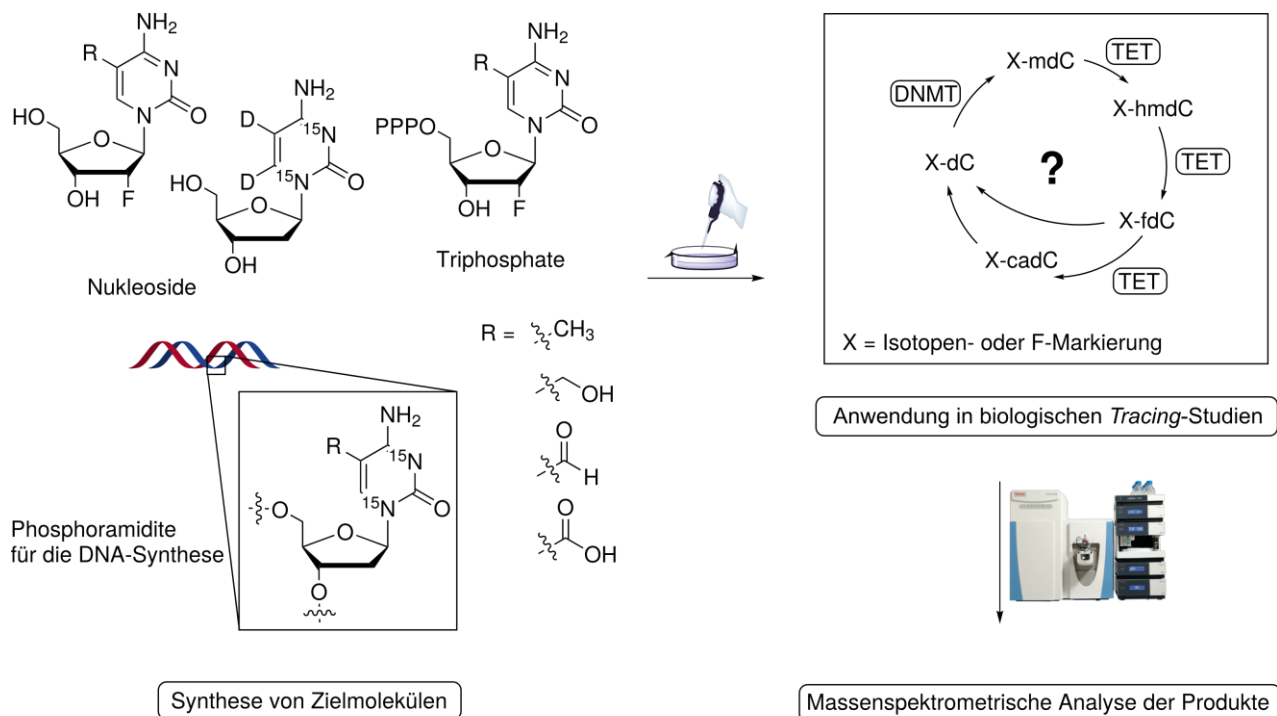 NH₂
R
N
N
O
HO
O
OH
F
Nukleoside
NH₂
D
15N
D
15N
O
HO
O
OH
NH₂
R
N
N
O
PPPO
O
OH
F
Triphosphate
X-mdC
TET
DNMT
X-hmdC
X-dC
?
TET
X-fdC
X-cadC
TET
X = Isotopen- oder F-Markierung
Anwendung in biologischen Tracing-Studien
R =
CH₃
OH
O
H
O
OH
NH₂
R
15N
15N
O
O
O
O
Phosphoramidite
für die DNA-Synthese
Synthese von Zielmolekülen
Massenspektrometrische Analyse der Produkte